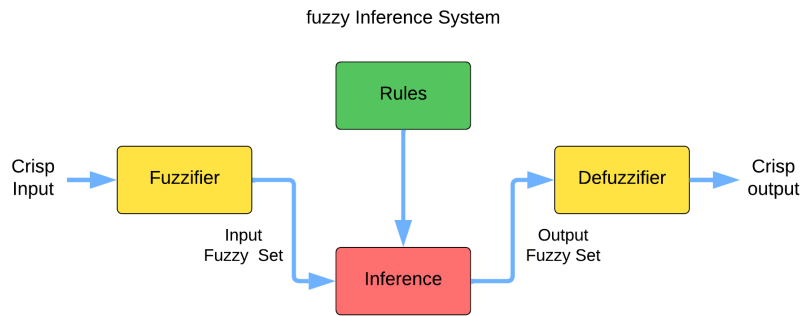 fuzzy Inference System
Rules
Crisp
Input
Fuzzifier
Defuzzifier
Crisp
output
Input
Fuzzy  Set
Output
Fuzzy Set
Inference